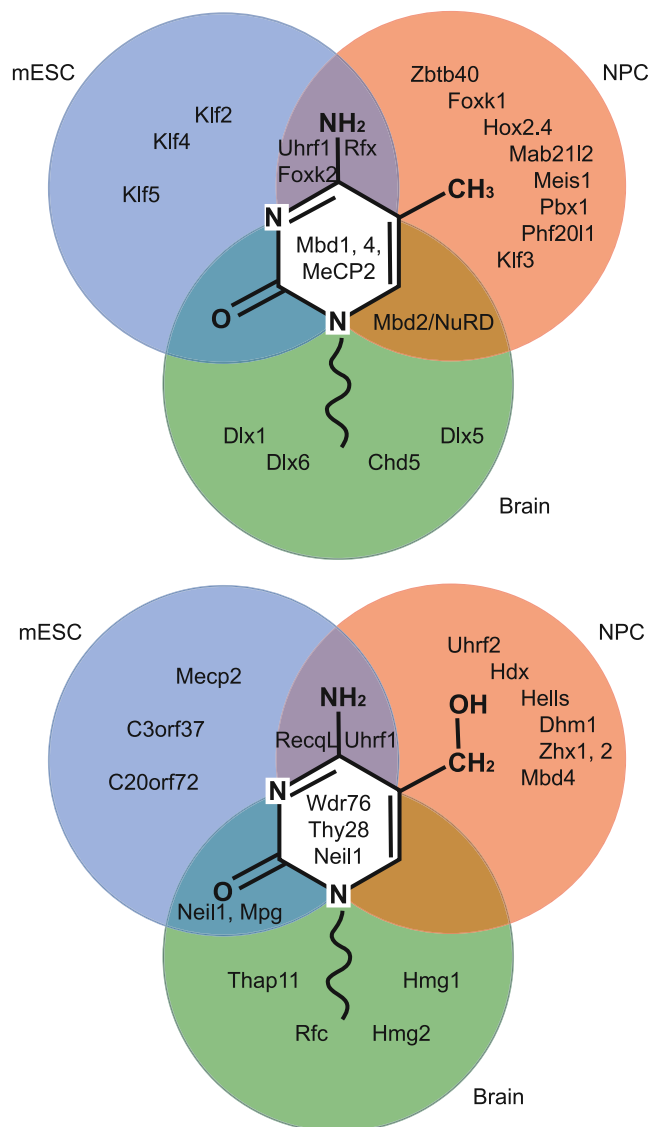 mESC
NPC
Zbtb40
Foxk1
Hox2.4
Mab21l2
Meis1
Pbx1
Phf20l1
Klf3
Klf2
Klf4
Klf5
NH2
Uhrf1 Rfx
Foxk2
N
CH3
Mbd1, 4,
MeCP2
O
N
Mbd2/NuRD
Dlx1
Dlx6
Chd5
Dlx5
Brain
mESC
NPC
Uhrf2
Hdx
Hells
Dhm1
Zhx1, 2
Mbd4
Mecp2
C3orf37
C20orf72
NH2
OH
RecqL Uhrf1
CH2
N
Wdr76
Thy28
Neil1
O
N
Neil1, Mpg
Thap11
Hmg1
Rfc
Hmg2
Brain